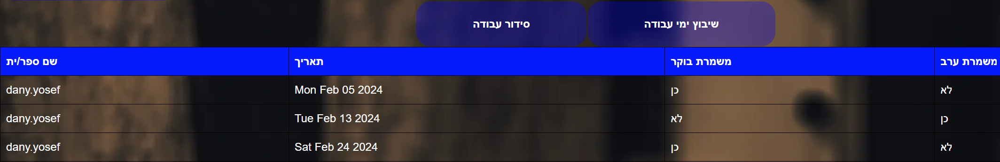 שיבוץ ימי עבודה
סידור עבודה
שם ספר/ית תאריך משמרת בוקר משמרת ערב
dany.yosef Mon Feb 05 2024 כן לא
dany.yosef Tue Feb 13 2024 לא כן
dany.yosef Sat Feb 24 2024 כן לא